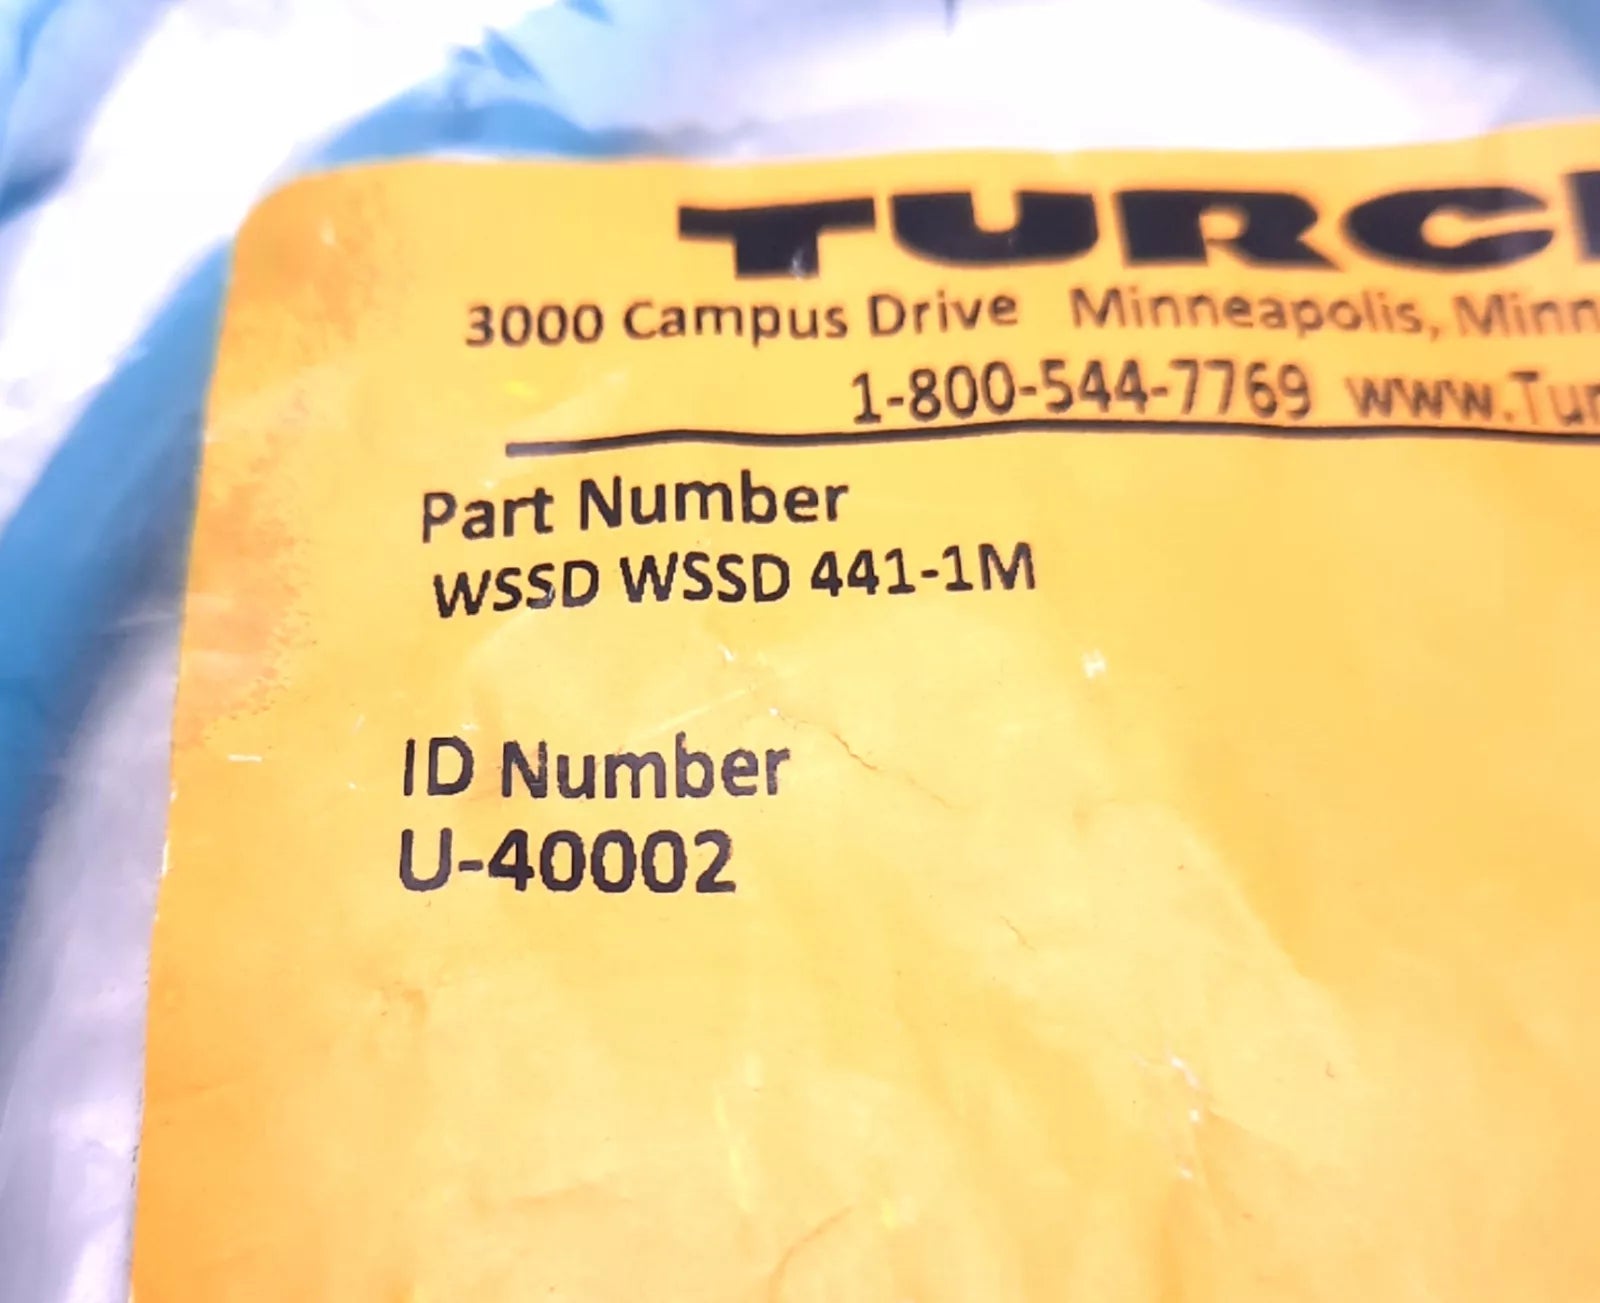 TURC
3000 Campus Drive Minneapolis, Minn
1-800-544-7769 www.Tur
Part Number
WSSD WSSD 441-1M
ID Number
U-40002